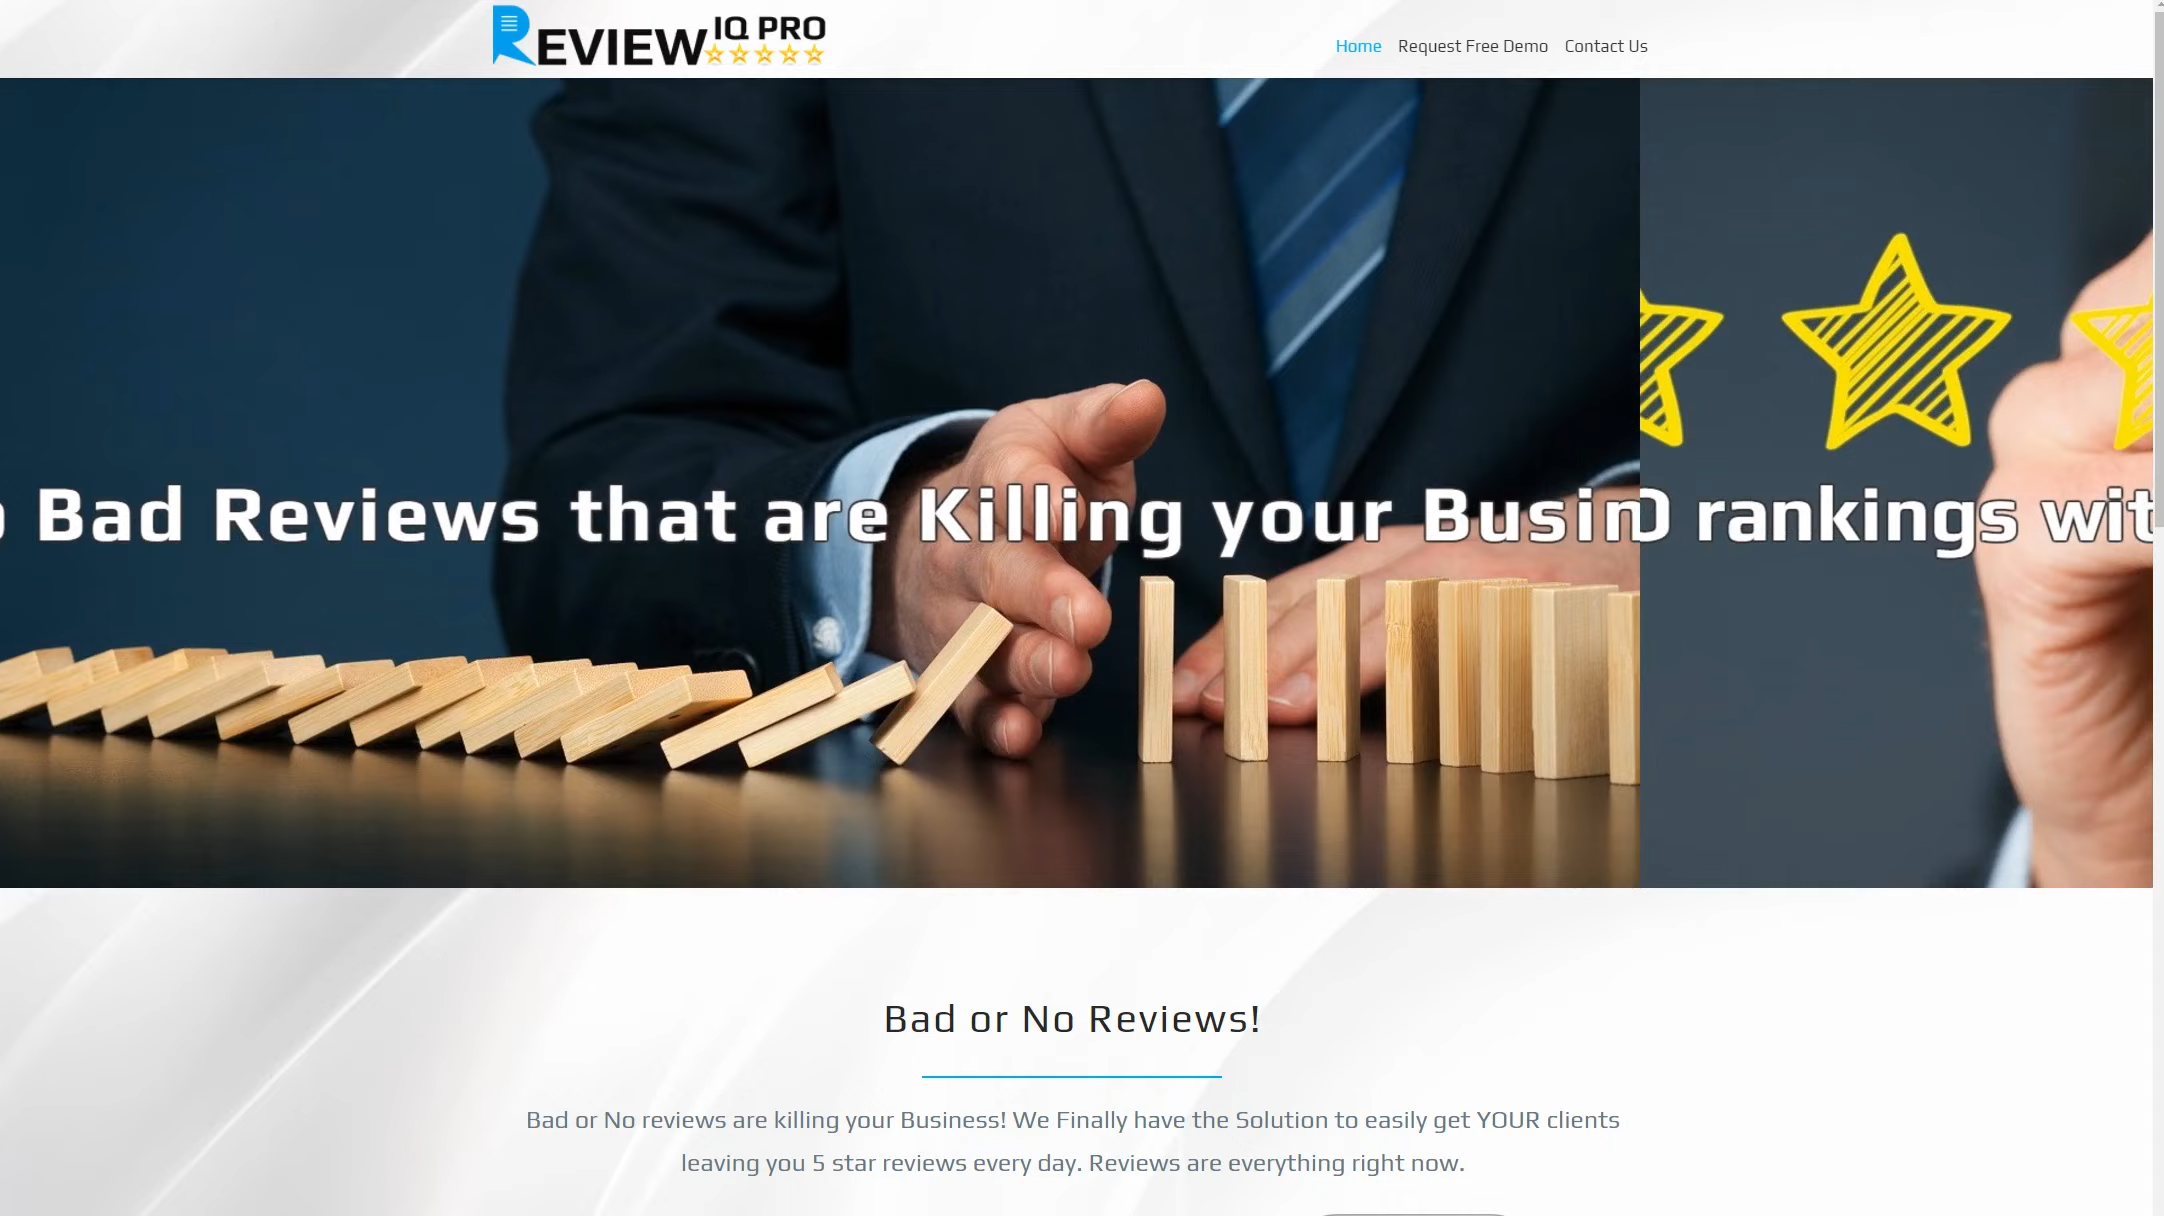 REVIEW IQ PRO
Home Request Free Demo Contact Us
Bad Reviews that are Killing your Busin
rankings
Bad or No Reviews!
Bad or No reviews are killing your Business! We Finally have the Solution to easily get YOUR clients
leaving you 5 star reviews every day. Reviews are everything right now.